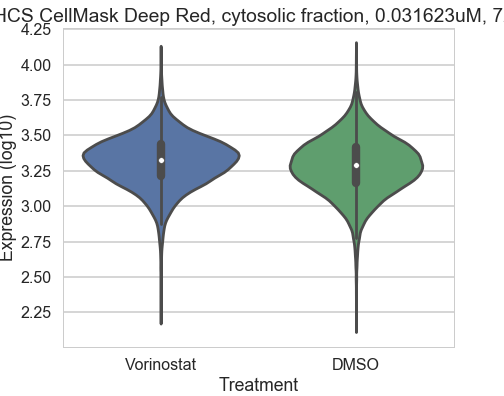 HCS CellMask Deep Red, cytosolic fraction, 0.031623uM, 7
4.25
4.00
3.75
3.50
3.25
3.00
2.75
2.50
2.25
Expression (log10)
Vorinostat DMSO
Treatment